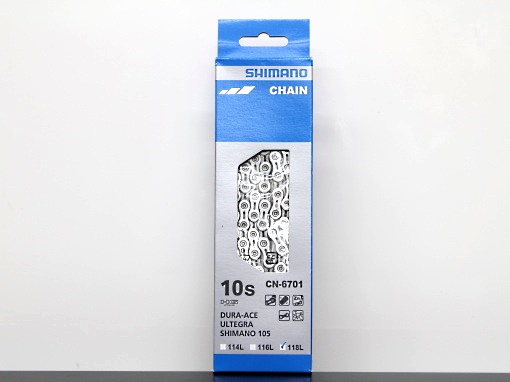 SHIMANO
CHAIN
10s
CN-6701
DURA-ACE
ULTEGRA
SHIMANO 105
114L 116L 118L